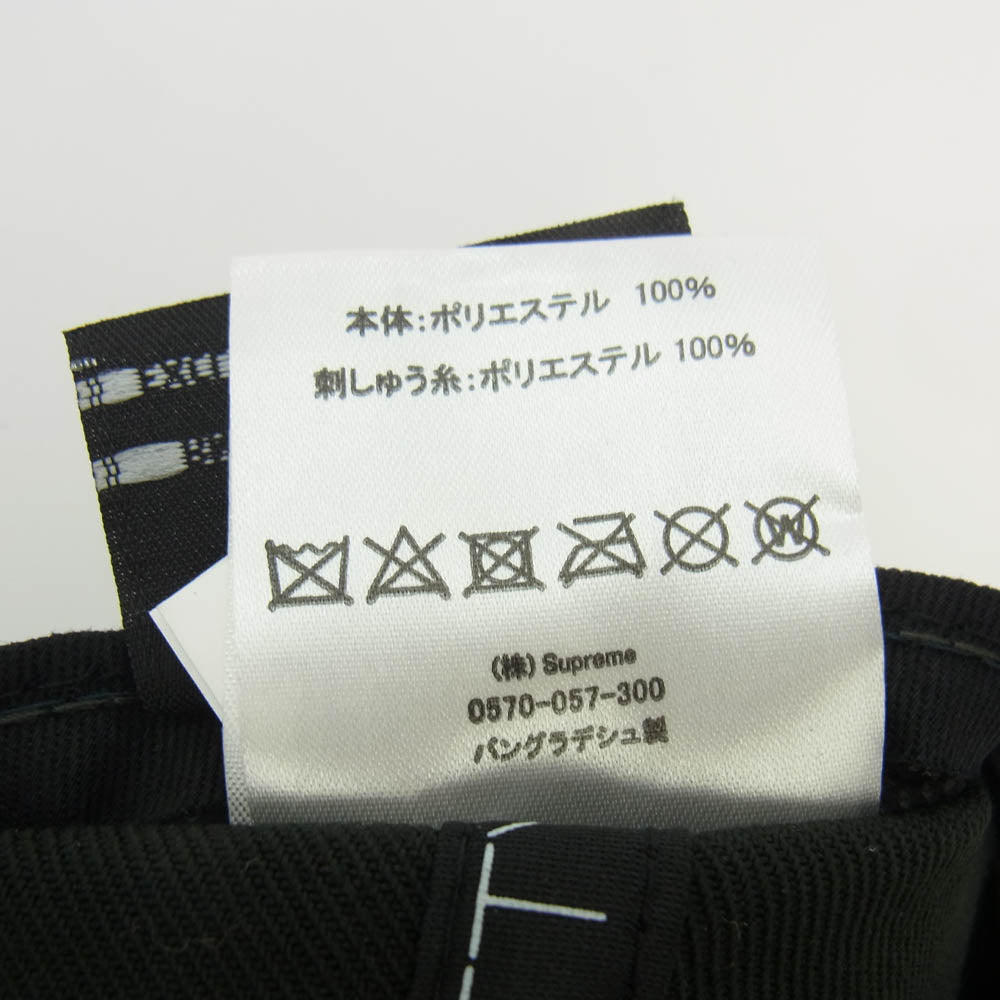 本体：ポリエステル 100%
刺しゅう糸：ポリエステル 100%
W
(株) Supreme
0570-057-300
バングラデシュ製